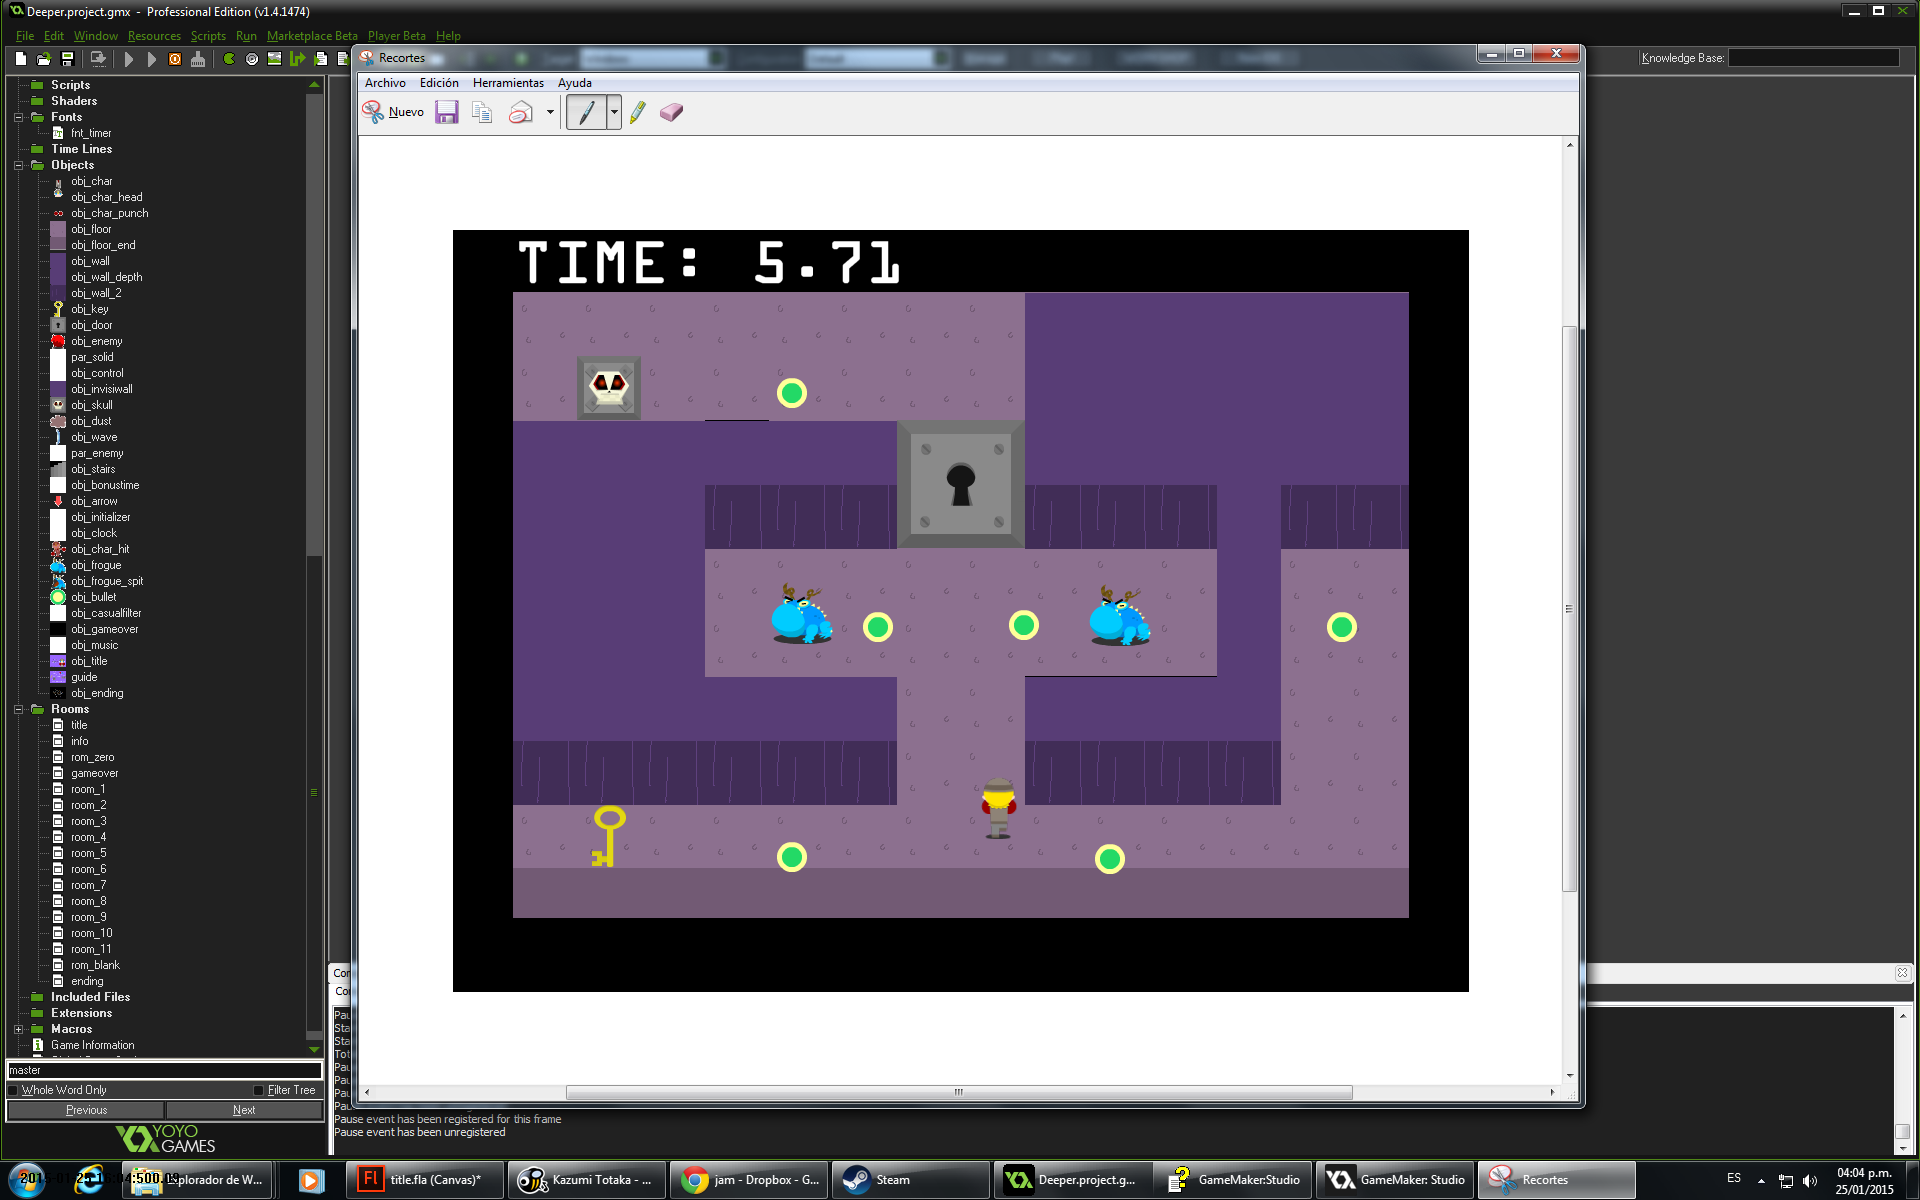 Deeper.project.gmx - Professional Edition (v1.4.1474)
File Edit Window Resources Scripts Run Marketplace Beta Player Beta Help
Knowledge Base:
Scripts
Shaders
Fonts
fnt_timer
Time Lines
Objects
obj_char
obj_char_head
obj_char_punch
obj_floor
obj_floor_end
obj_wall
obj_wall_depth
obj_wall_2
obj_key
obj_door
obj_enemy
par_solid
obj_control
obj_invisiwall
obj_skull
obj_dust
obj_wave
par_enemy
obj_stairs
obj_bonustime
obj_arrow
obj_initializer
obj_clock
obj_char_hit
obj_frogue
obj_frogue_spit
obj_bullet
obj_casualfilter
obj_gameover
obj_music
obj_title
guide
obj_ending
Rooms
title
info
rom_zero
gameover
room_1
room_2
room_3
room_4
room_5
room_6
room_7
room_8
room_9
room_10
room_11
rom_blank
ending
Included Files
Extensions
Macros
Game Information
master
Whole Word Only Filter Tree
Previous Next
YOYO
GAMES
Recortes
Archivo Edición Herramientas Ayuda
Nuevo
TIME: 5.71
Pause event has been registered for this frame
Pause event has been unregistered
Explorador de W...
title.fla (Canvas)*
Kazumi Totaka - ...
jam - Dropbox - G...
Steam
Deeper.project.g...
GameMaker:Studio
GameMaker: Studio
Recortes
ES
04:04 p.m.
25/01/2015